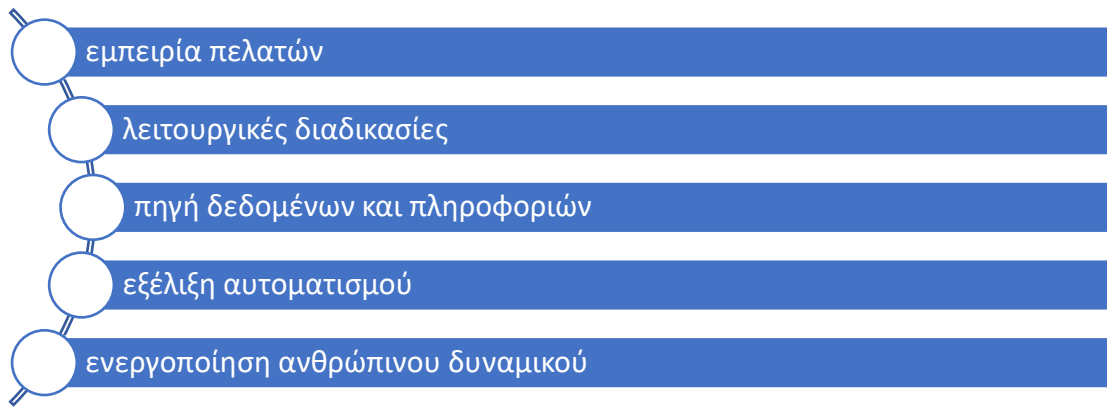 εμπειρία πελατών
λειτουργικές διαδικασίες
πηγή δεδομένων και πληροφοριών
εξέλιξη αυτοματισμού
ενεργοποίηση ανθρώπινου δυναμικού